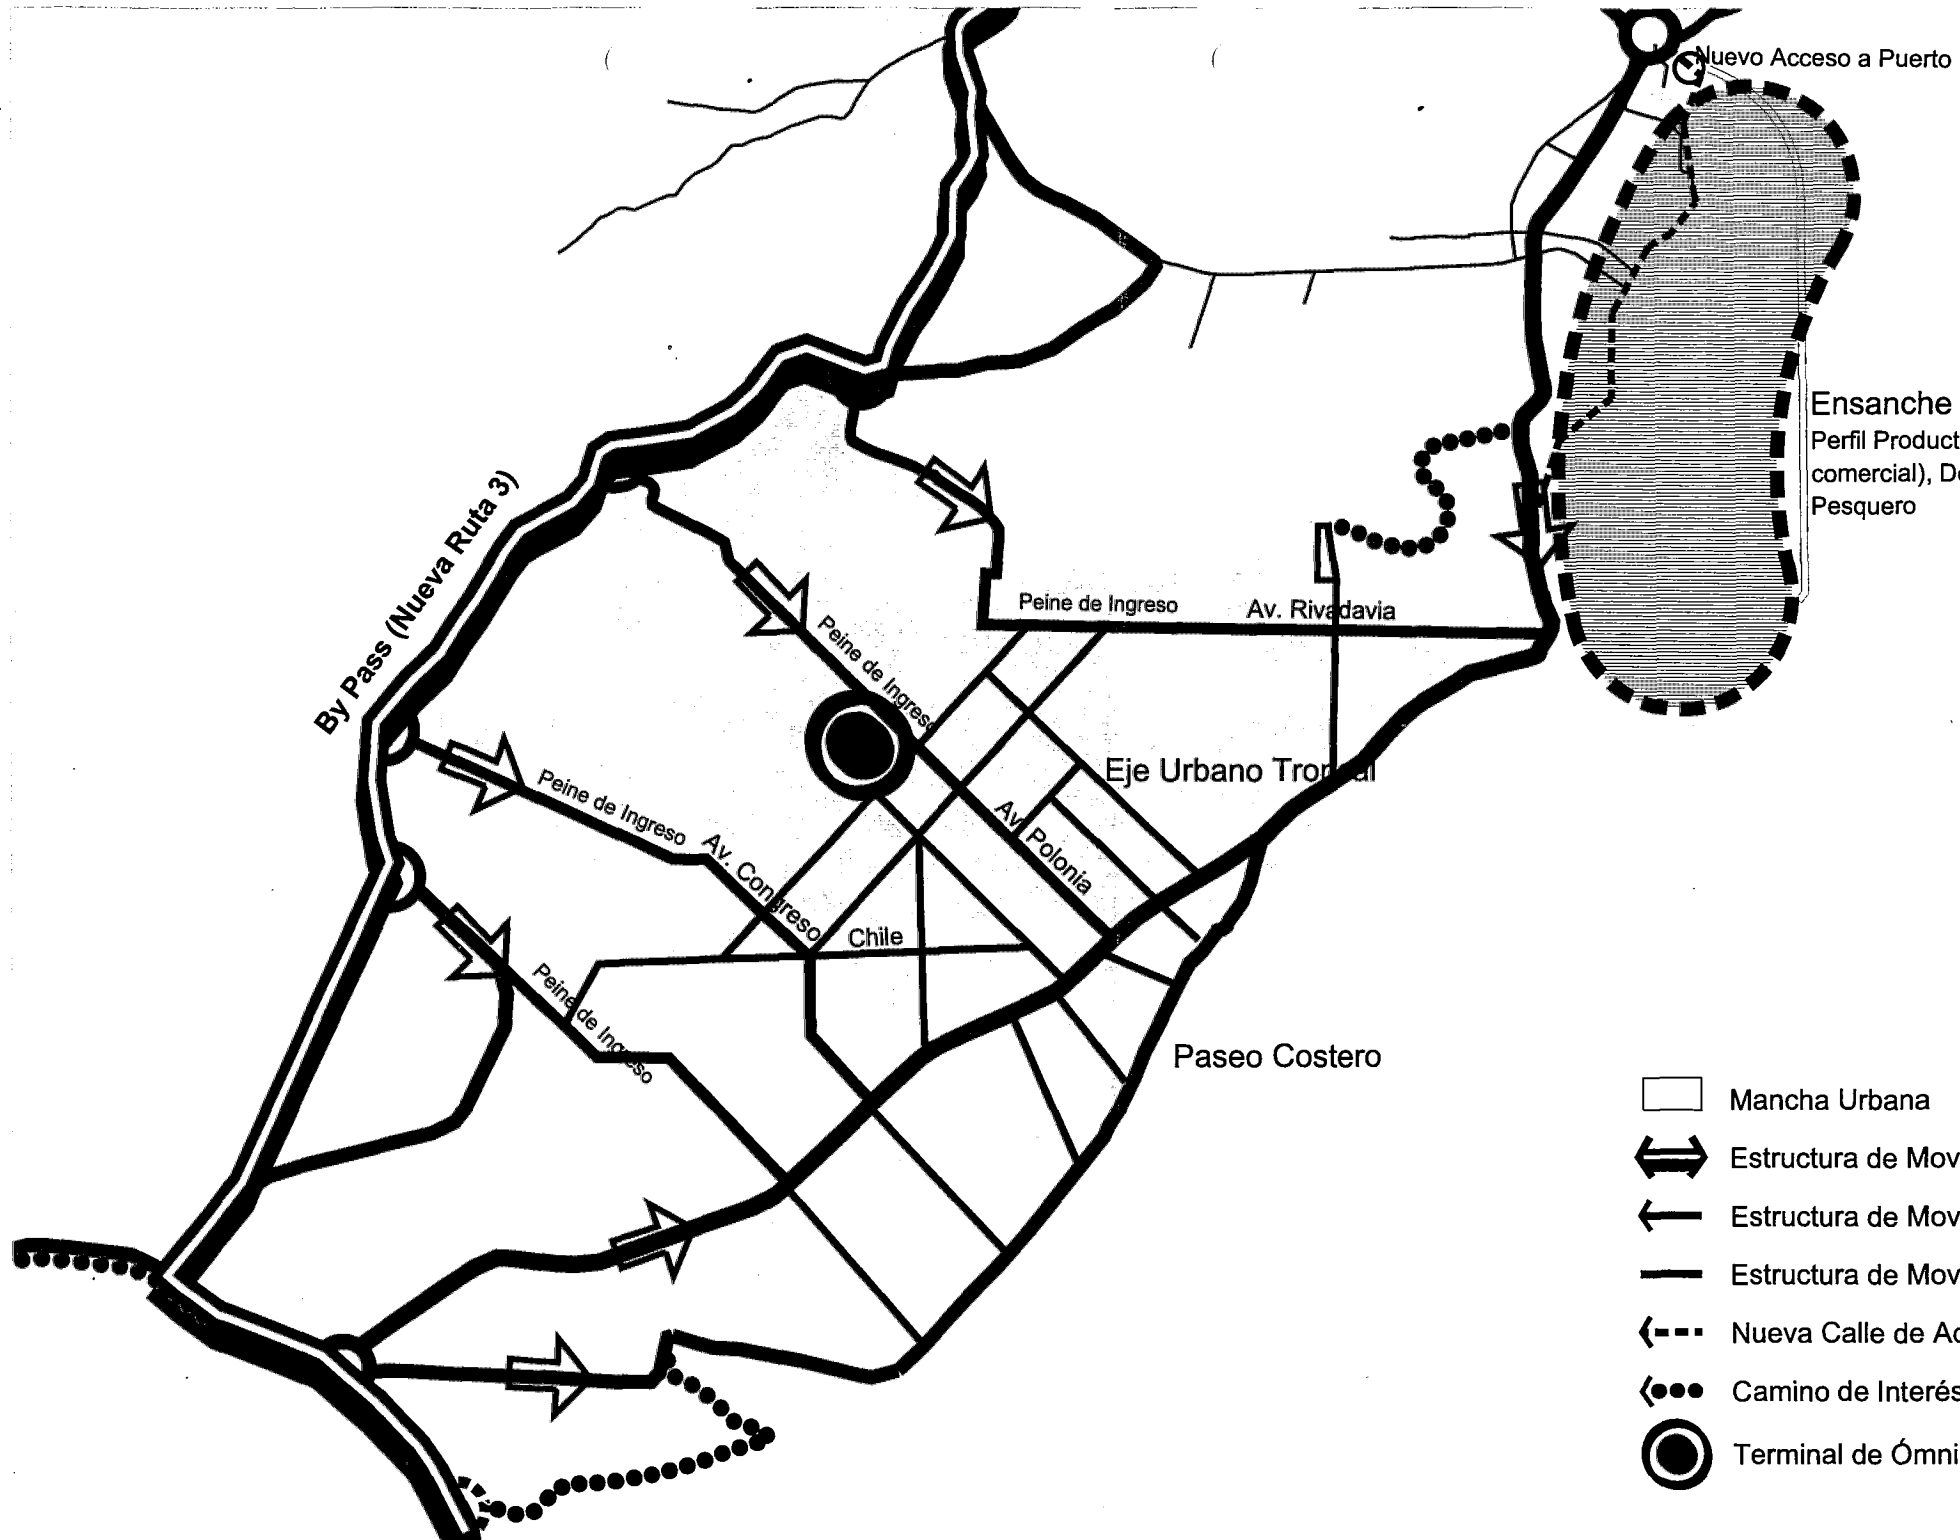 Nuevo Acceso a Puerto
Ensanche
Perfil Product
comercial), De
Pesquero
By Pass (Nueva Ruta 3)
Peine de Ingreso
Av. Rivadavia
Peine de Ingreso
Eje Urbano Troncal
Peine de Ingreso
Av. Polonia
Av. Congreso
Chile
Peine de Ingreso
Paseo Costero
Mancha Urbana
Estructura de Mov
Estructura de Mov
Estructura de Mov
Nueva Calle de Ac
Camino de Interés
Terminal de Ómni